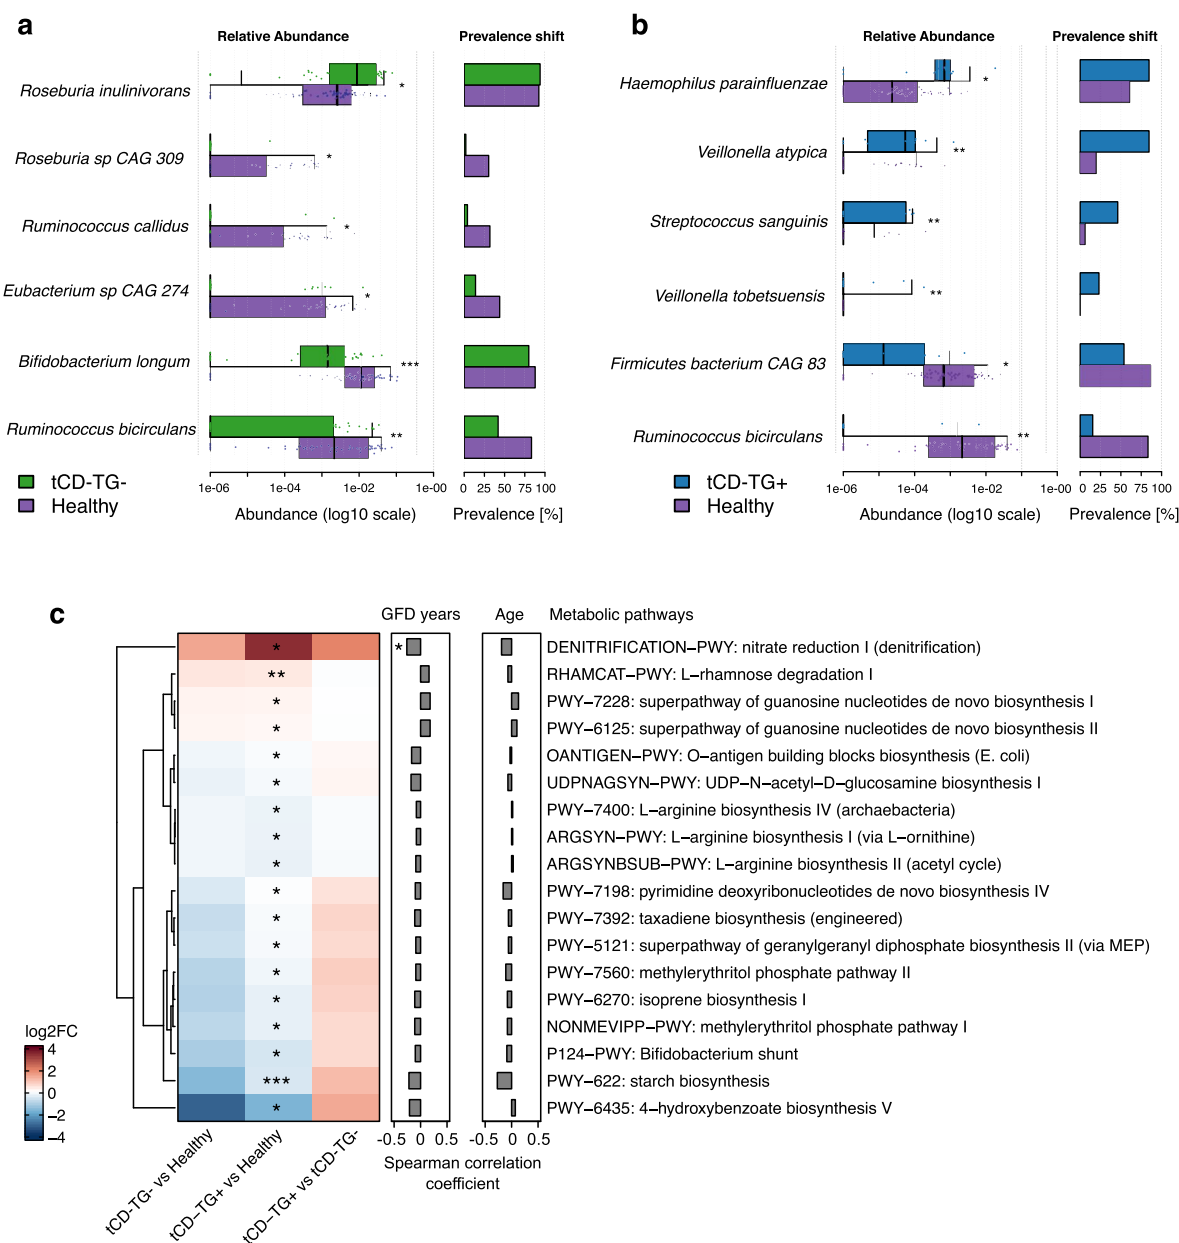 a
Relative Abundance
Prevalence shift
Roseburia inulinivorans
*
Roseburia sp CAG 309
*
Ruminococcus callidus
*
Eubacterium sp CAG 274
*
Bifidobacterium longum
***
Ruminococcus bicirculans
**
tCD-TG-
Healthy
1e-06 1e-04 1e-02 1e-00
0 25 50 75 100
Abundance (log10 scale)
Prevalence [%]
b
Relative Abundance
Prevalence shift
Haemophilus parainfluenzae
*
Veillonella atypica
**
Streptococcus sanguinis
**
Veillonella tobetsuensis
**
Firmicutes bacterium CAG 83
*
Ruminococcus bicirculans
**
tCD-TG+
Healthy
1e-06 1e-04 1e-02 1e-00
0 25 50 75 100
Abundance (log10 scale)
Prevalence [%]
c
GFD years
Age
Metabolic pathways
* * DENITRIFICATION–PWY: nitrate reduction I (denitrification)
** RHAMCAT–PWY: L–rhamnose degradation I
* PWY–7228: superpathway of guanosine nucleotides de novo biosynthesis I
* PWY–6125: superpathway of guanosine nucleotides de novo biosynthesis II
* OANTIGEN–PWY: O–antigen building blocks biosynthesis (E. coli)
* UDPNAGSYN–PWY: UDP–N–acetyl–D–glucosamine biosynthesis I
* PWY–7400: L–arginine biosynthesis IV (archaebacteria)
* ARGSYN–PWY: L–arginine biosynthesis I (via L–ornithine)
* ARGSYNBSUB–PWY: L–arginine biosynthesis II (acetyl cycle)
* PWY–7198: pyrimidine deoxyribonucleotides de novo biosynthesis IV
* PWY–7392: taxadiene biosynthesis (engineered)
* PWY–5121: superpathway of geranylgeranyl diphosphate biosynthesis II (via MEP)
* PWY–7560: methylerythritol phosphate pathway II
* PWY–6270: isoprene biosynthesis I
* NONMEVIPP–PWY: methylerythritol phosphate pathway I
* P124–PWY: Bifidobacterium shunt
*** PWY–622: starch biosynthesis
* PWY–6435: 4–hydroxybenzoate biosynthesis V
log2FC
4
2
0
−2
−4
tCD-TG- vs Healthy
tCD–TG+ vs Healthy
tCD–TG+ vs tCD-TG-
-0.5 0 0.5
-0.5 0 0.5
Spearman correlation
coefficient